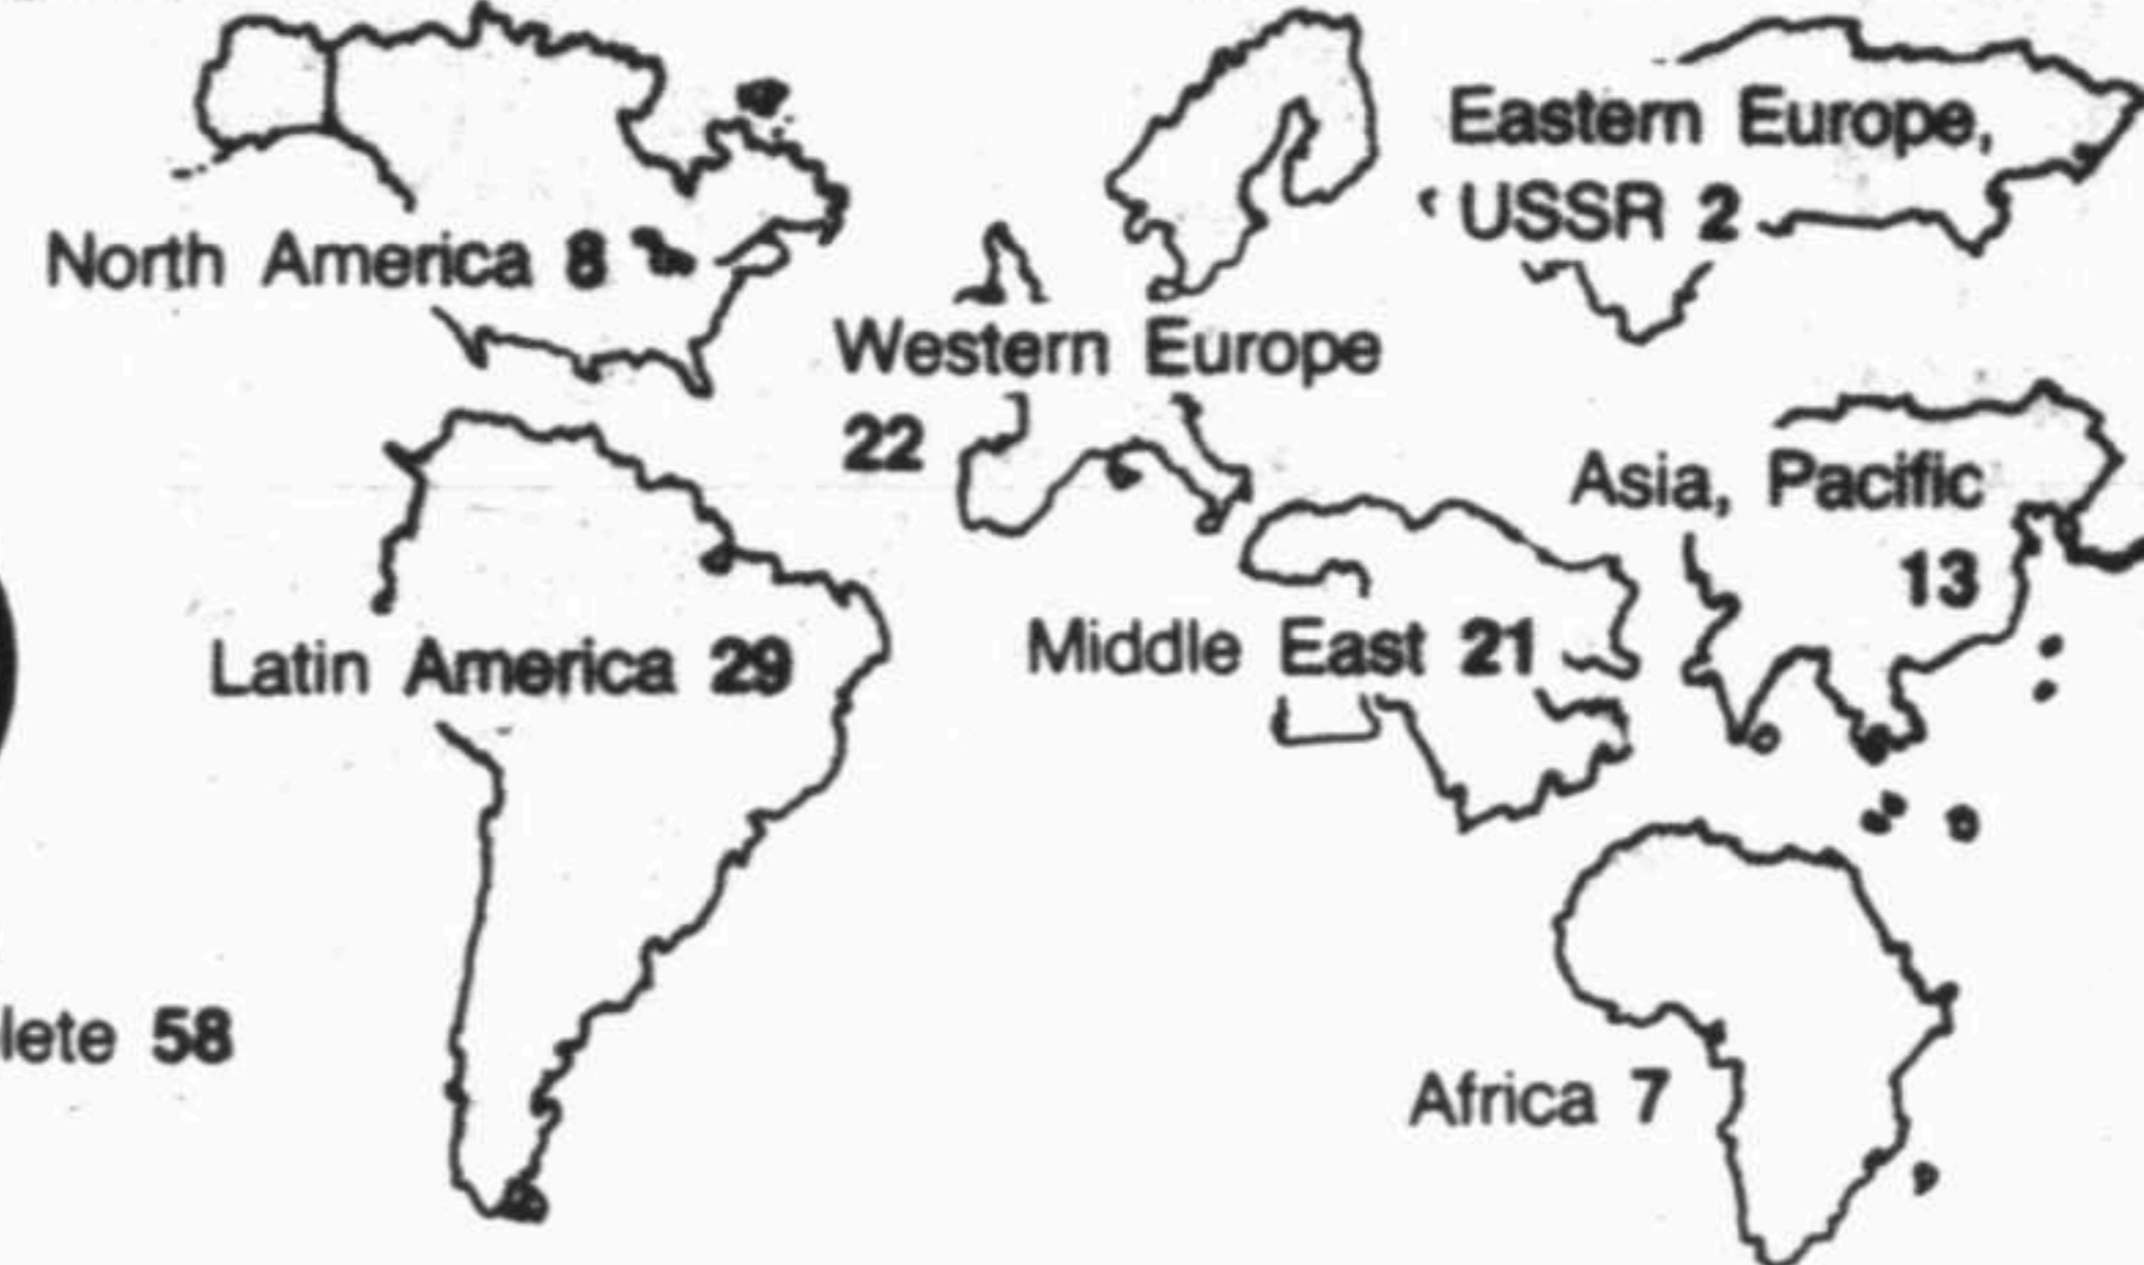 Eastern Europe,
USSR 2
North America 8
Western Europe
22
Asia, Pacific
13
Latin America 29
Middle East 21
lete 58
Africa 7